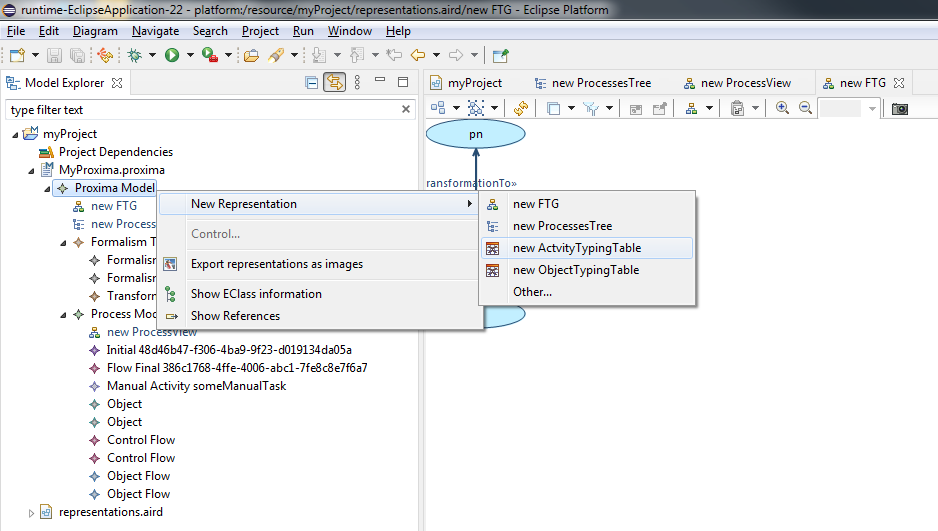 runtime-EclipseApplication-22 - platform:/resource/myProject/representations.aird/new FTG - Eclipse Platform
File Edit Diagram Navigate Search Project Run Window Help
Model Explorer
myProject new ProcessesTree new ProcessView new FTG
type filter text
myProject
Project Dependencies
MyProxima.proxima
Proxima Model
new FTG
new Process
Formalism T
Formalism
Formalism
Transform
Process Mod
new ProcessView
Initial 48d46b47-f306-4ba9-9f23-d019134da05a
Flow Final 386c1768-4ffe-4006-abc1-7fe8c8e7f6a7
Manual Activity someManualTask
Object
Object
Control Flow
Control Flow
Object Flow
Object Flow
representations.aird
New Representation
Control...
Export representations as images
Show EClass information
Show References
new FTG
new ProcessesTree
new ActvityTypingTable
new ObjectTypingTable
Other...
pn
ransformationTo»